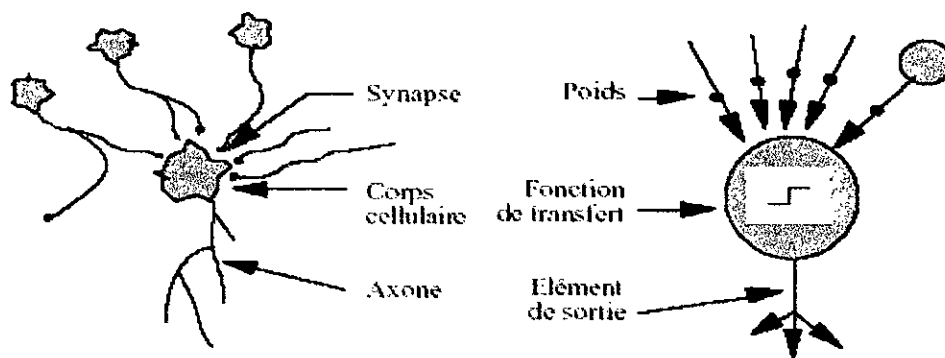 Synapse
Corps
cellulaire
Axone
Poids
Fonction
de transfert
Elément
de sortie